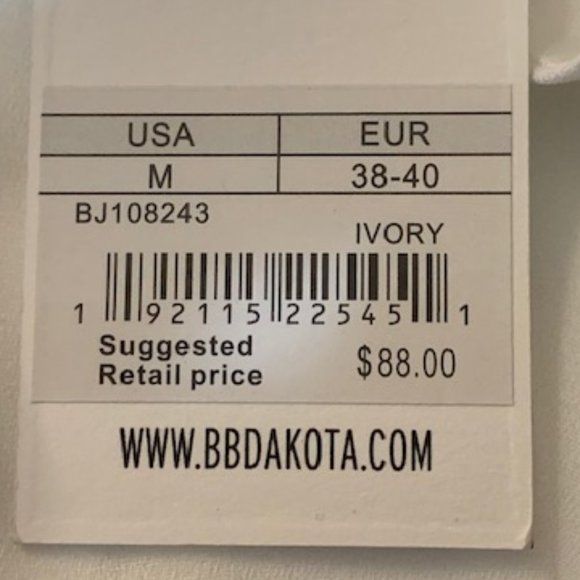 USA EUR
M 38-40
BJ108243
IVORY
1 92115 22545 1
Suggested
Retail price $88.00
WWW.BBDAKOTA.COM